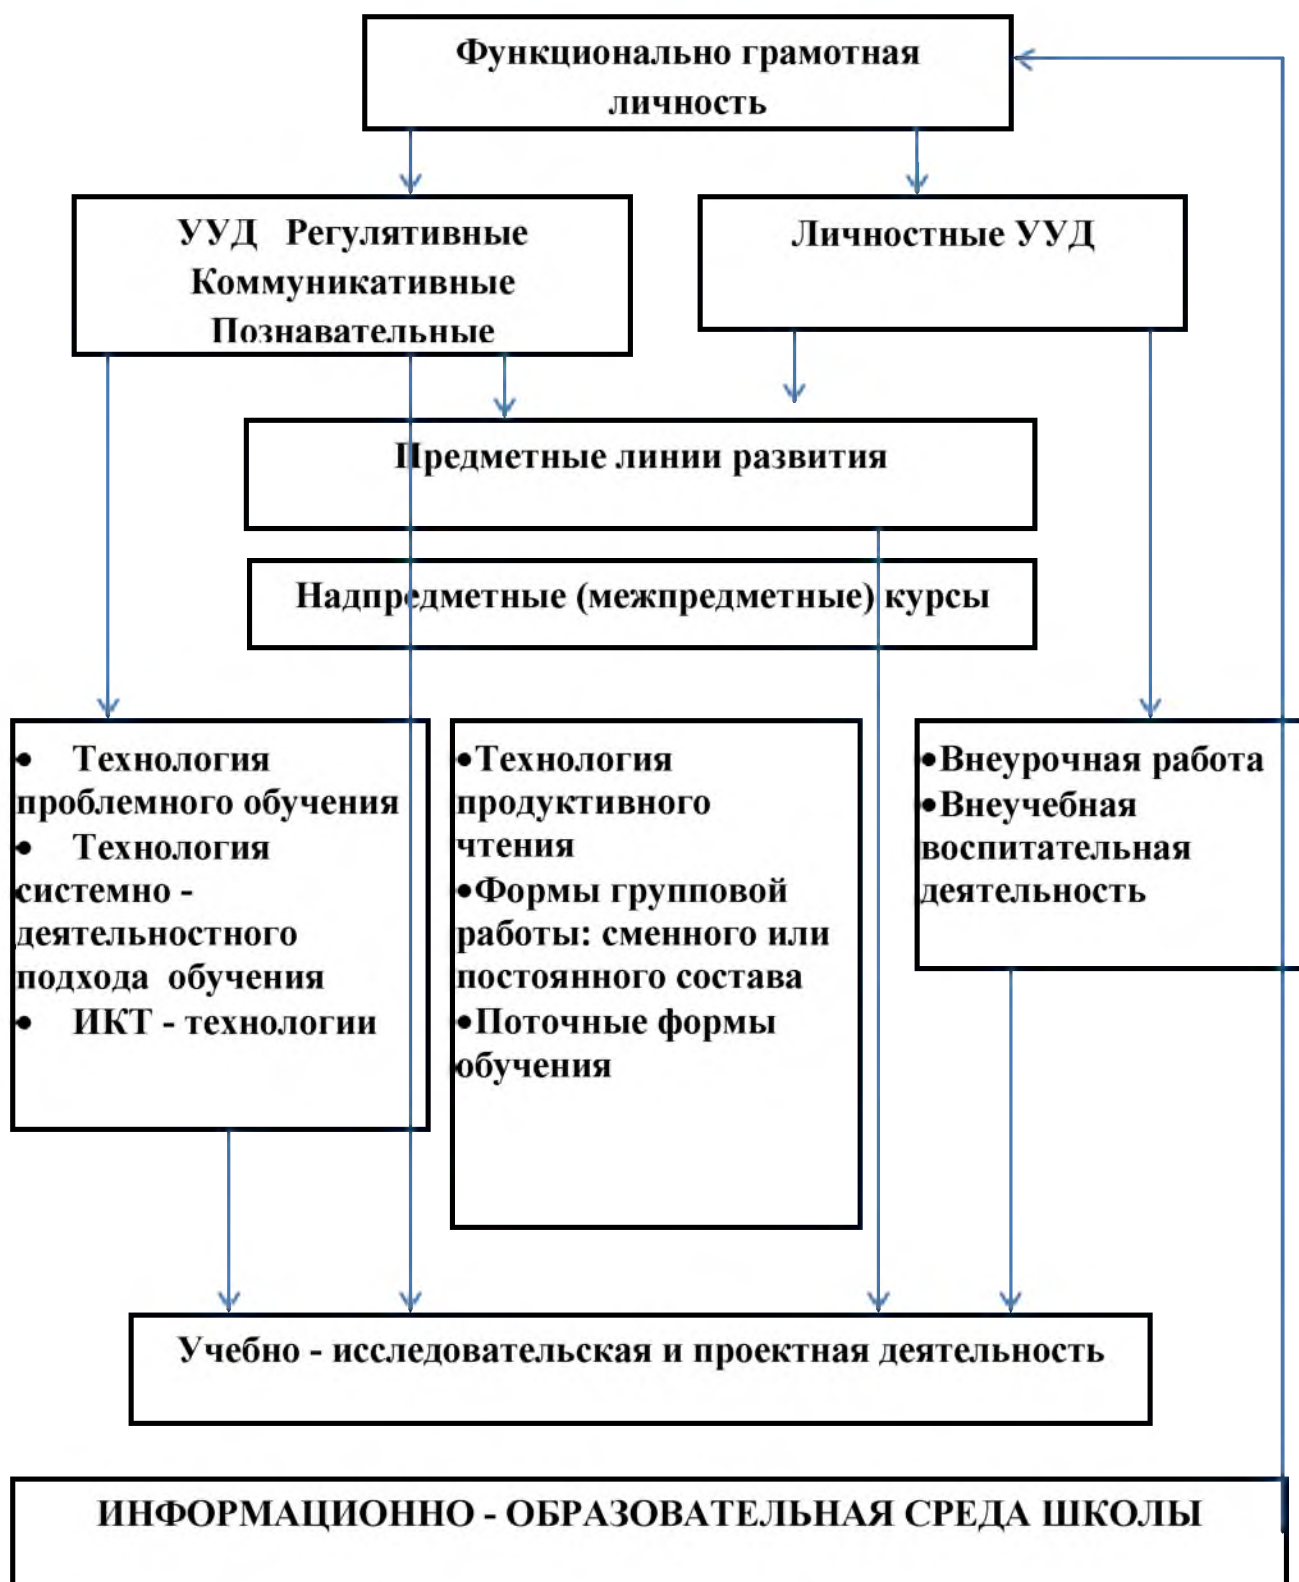 Функционально грамотная
личность
УУД Регулятивные
Коммуникативные
Познавательные
Личностные УУД
Предметные линии развития
Надпредметные (межпредметные) курсы
• Технология
проблемного обучения
• Технология
системно -
деятельностного
подхода обучения
• ИКТ - технологии
•Технология
продуктивного
чтения
•Формы групповой
работы: сменного или
постоянного состава
•Поточные формы
обучения
•Внеурочная работа
•Внеучебная
воспитательная
деятельность
Учебно - исследовательская и проектная деятельность
ИНФОРМАЦИОННО - ОБРАЗОВАТЕЛЬНАЯ СРЕДА ШКОЛЫ